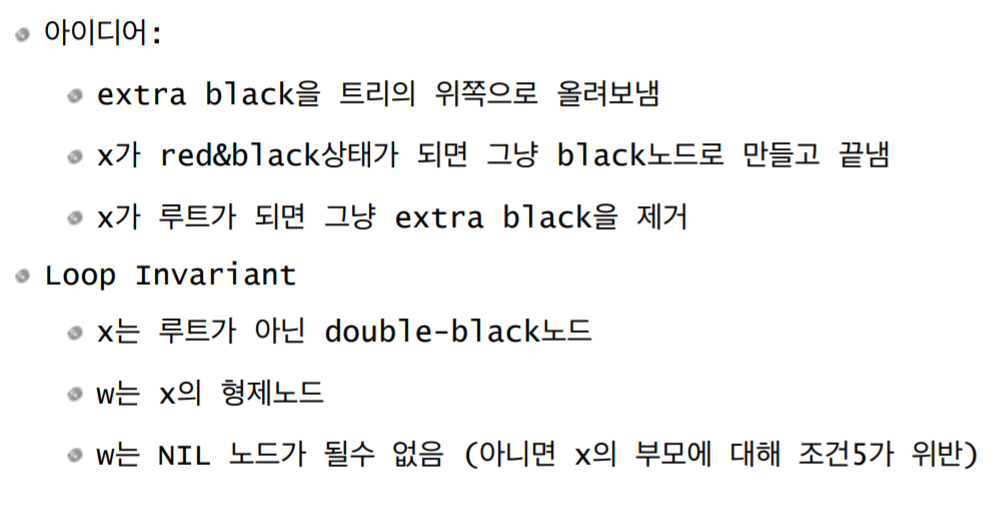 아이디어:
extra black을 트리의 위쪽으로 올려보냄
x가 red&black상태가 되면 그냥 black노드로 만들고 끝냄
x가 루트가 되면 그냥 extra black을 제거
Loop Invariant
x는 루트가 아닌 double-black노드
w는 x의 형제노드
w는 NIL 노드가 될수 없음 (아니면 x의 부모에 대해 조건5가 위반)